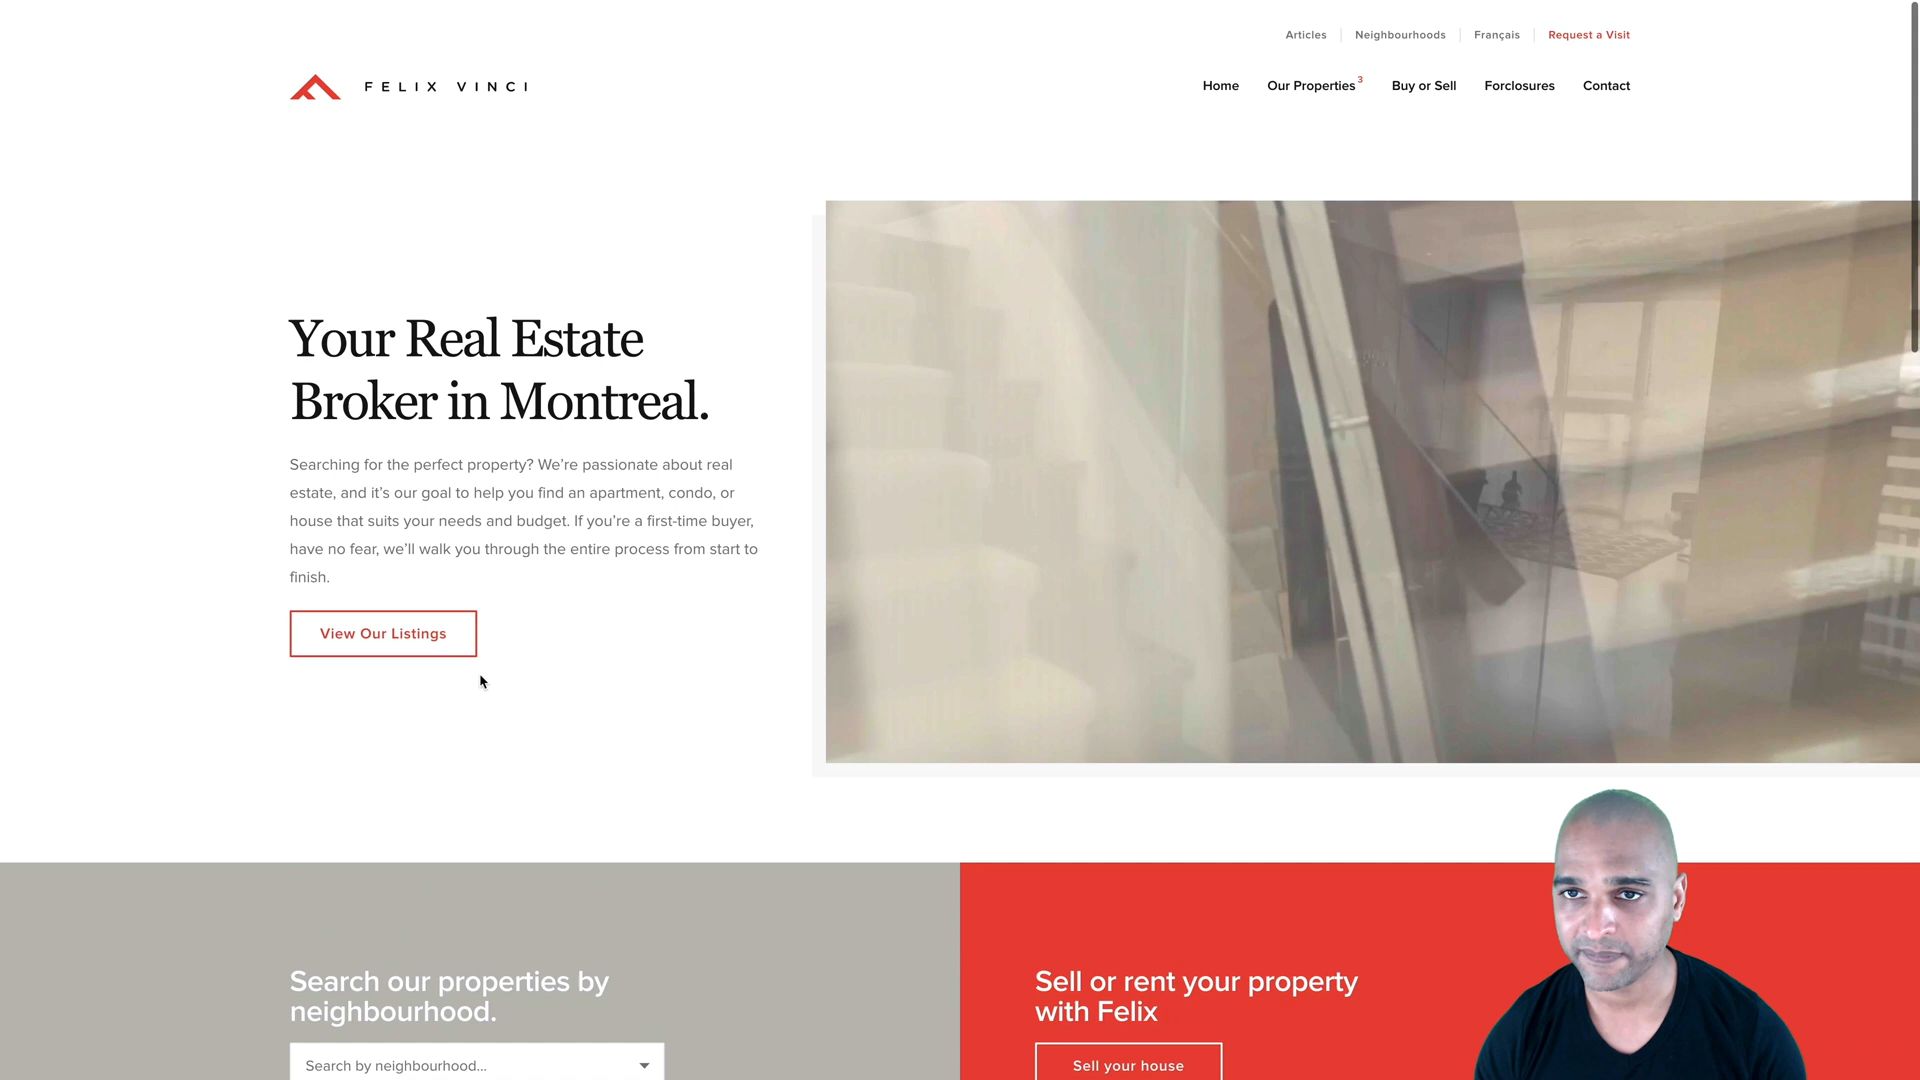 Articles
Neighbourhoods
Français
Request a Visit
FELIX VINCI
Home
Our Properties 3
Buy or Sell
Forclosures
Contact
Your Real Estate
Broker in Montreal.
Searching for the perfect property? We’re passionate about real
estate, and it’s our goal to help you find an apartment, condo, or
house that suits your needs and budget. If you’re a first-time buyer,
have no fear, we’ll walk you through the entire process from start to
finish.
View Our Listings
Search our properties by
neighbourhood.
Search by neighbourhood...
Sell or rent your property
with Felix
Sell your house